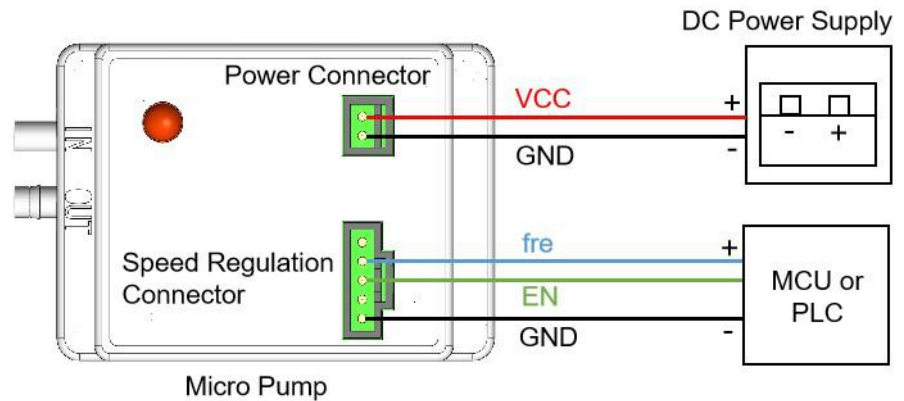 DC Power Supply
Power Connector
VCC
+
-
GND
- +
IN
OUT
Speed Regulation
Connector
fre
+
EN
-
GND
MCU or
PLC
Micro Pump